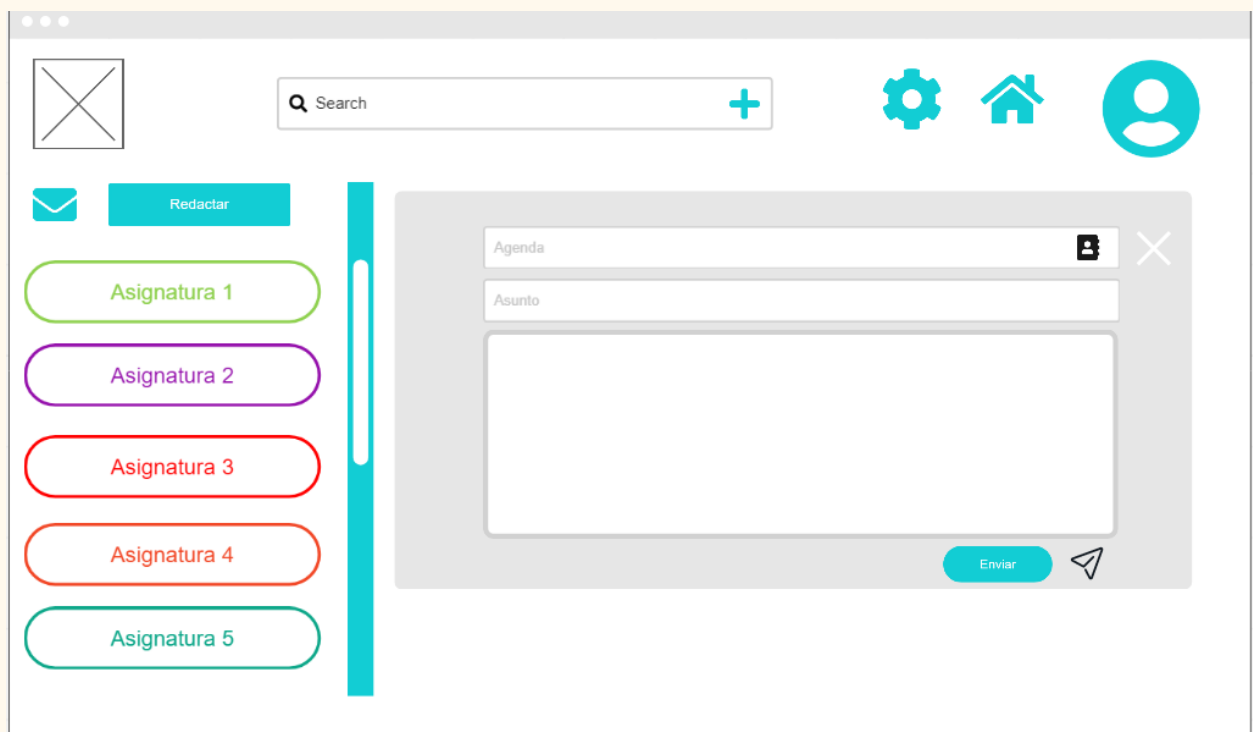 Search
Redactar
Agenda
Asunto
Asignatura 1
Asignatura 2
Asignatura 3
Asignatura 4
Asignatura 5
Enviar